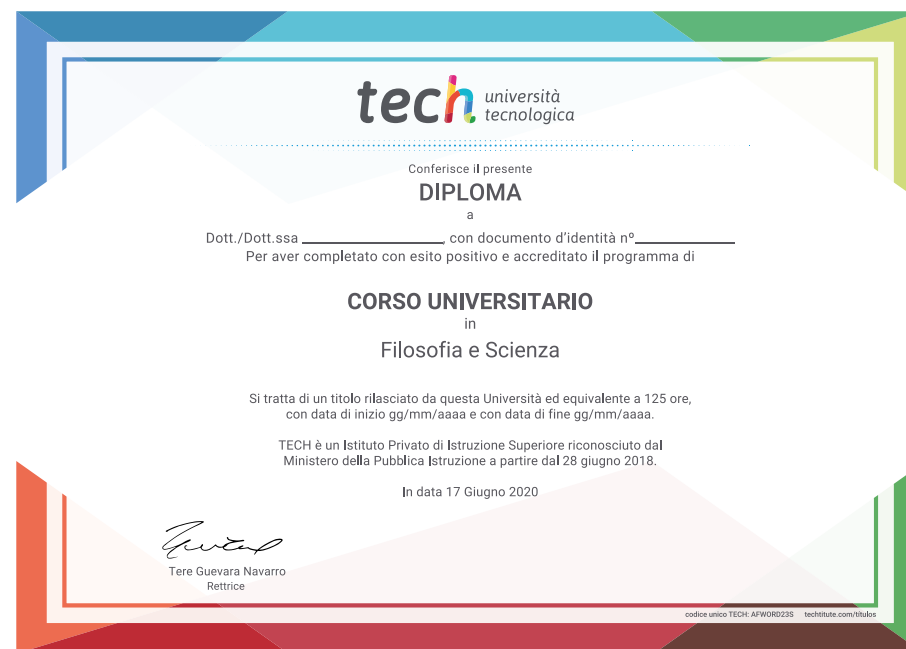 tech università
tecnologica
Conferisce il presente
DIPLOMA
a
Dott./Dott.ssa ____________________, con documento d'identità nº______________
Per aver completato con esito positivo e accreditato il programma di
CORSO UNIVERSITARIO
in
Filosofia e Scienza
Si tratta di un titolo rilasciato da questa Università ed equivalente a 125 ore,
con data di inizio gg/mm/aaaa e con data di fine gg/mm/aaaa.
TECH è un Istituto Privato di Istruzione Superiore riconosciuto dal
Ministero della Pubblica Istruzione a partire dal 28 giugno 2018.
In data 17 Giugno 2020
Tere Guevara Navarro
Rettrice
codice unico TECH: AFWORD23S techtitute.com/titulos